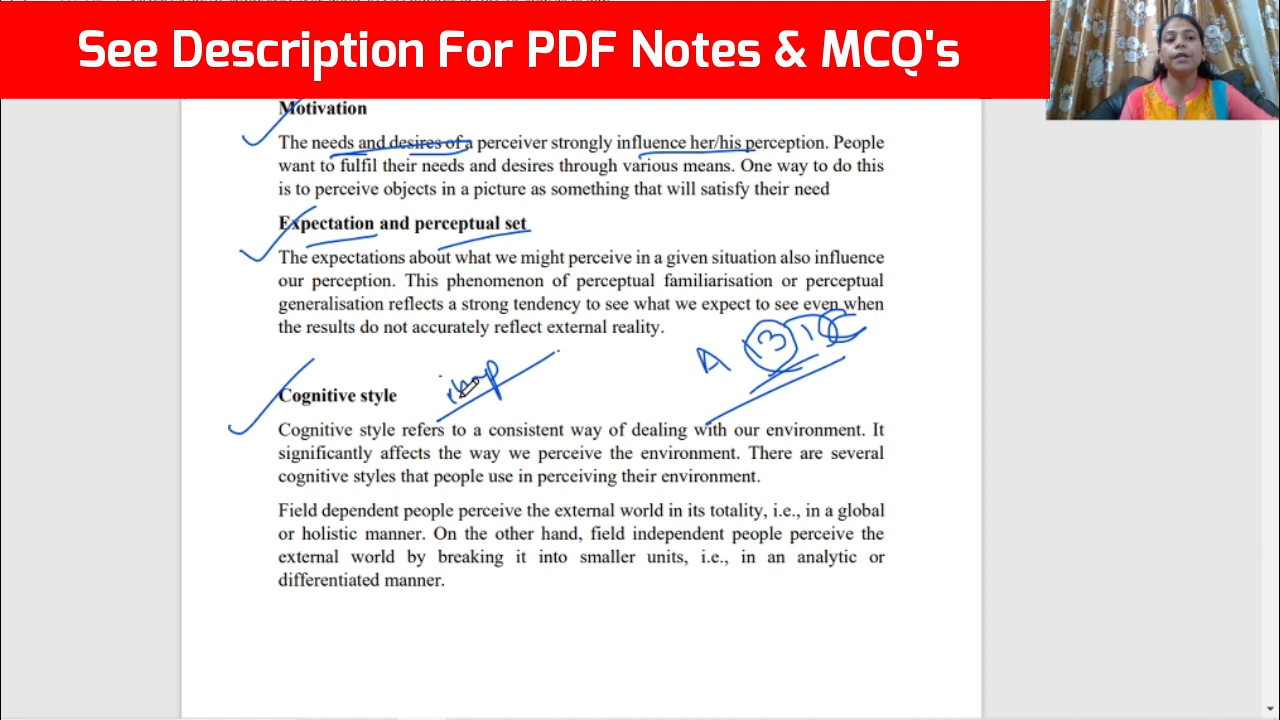 See Description For PDF Notes & MCQ's
Motivation
The needs and desires of a perceiver strongly influence her/his perception. People
want to fulfil their needs and desires through various means. One way to do this
is to perceive objects in a picture as something that will satisfy their need
Expectation and perceptual set
The expectations about what we might perceive in a given situation also influence
our perception. This phenomenon of perceptual familiarisation or perceptual
generalisation reflects a strong tendency to see what we expect to see even when
the results do not accurately reflect external reality.
A 13 C
imp
Cognitive style
Cognitive style refers to a consistent way of dealing with our environment. It
significantly affects the way we perceive the environment. There are several
cognitive styles that people use in perceiving their environment.
Field dependent people perceive the external world in its totality, i.e., in a global
or holistic manner. On the other hand, field independent people perceive the
external world by breaking it into smaller units, i.e., in an analytic or
differentiated manner.